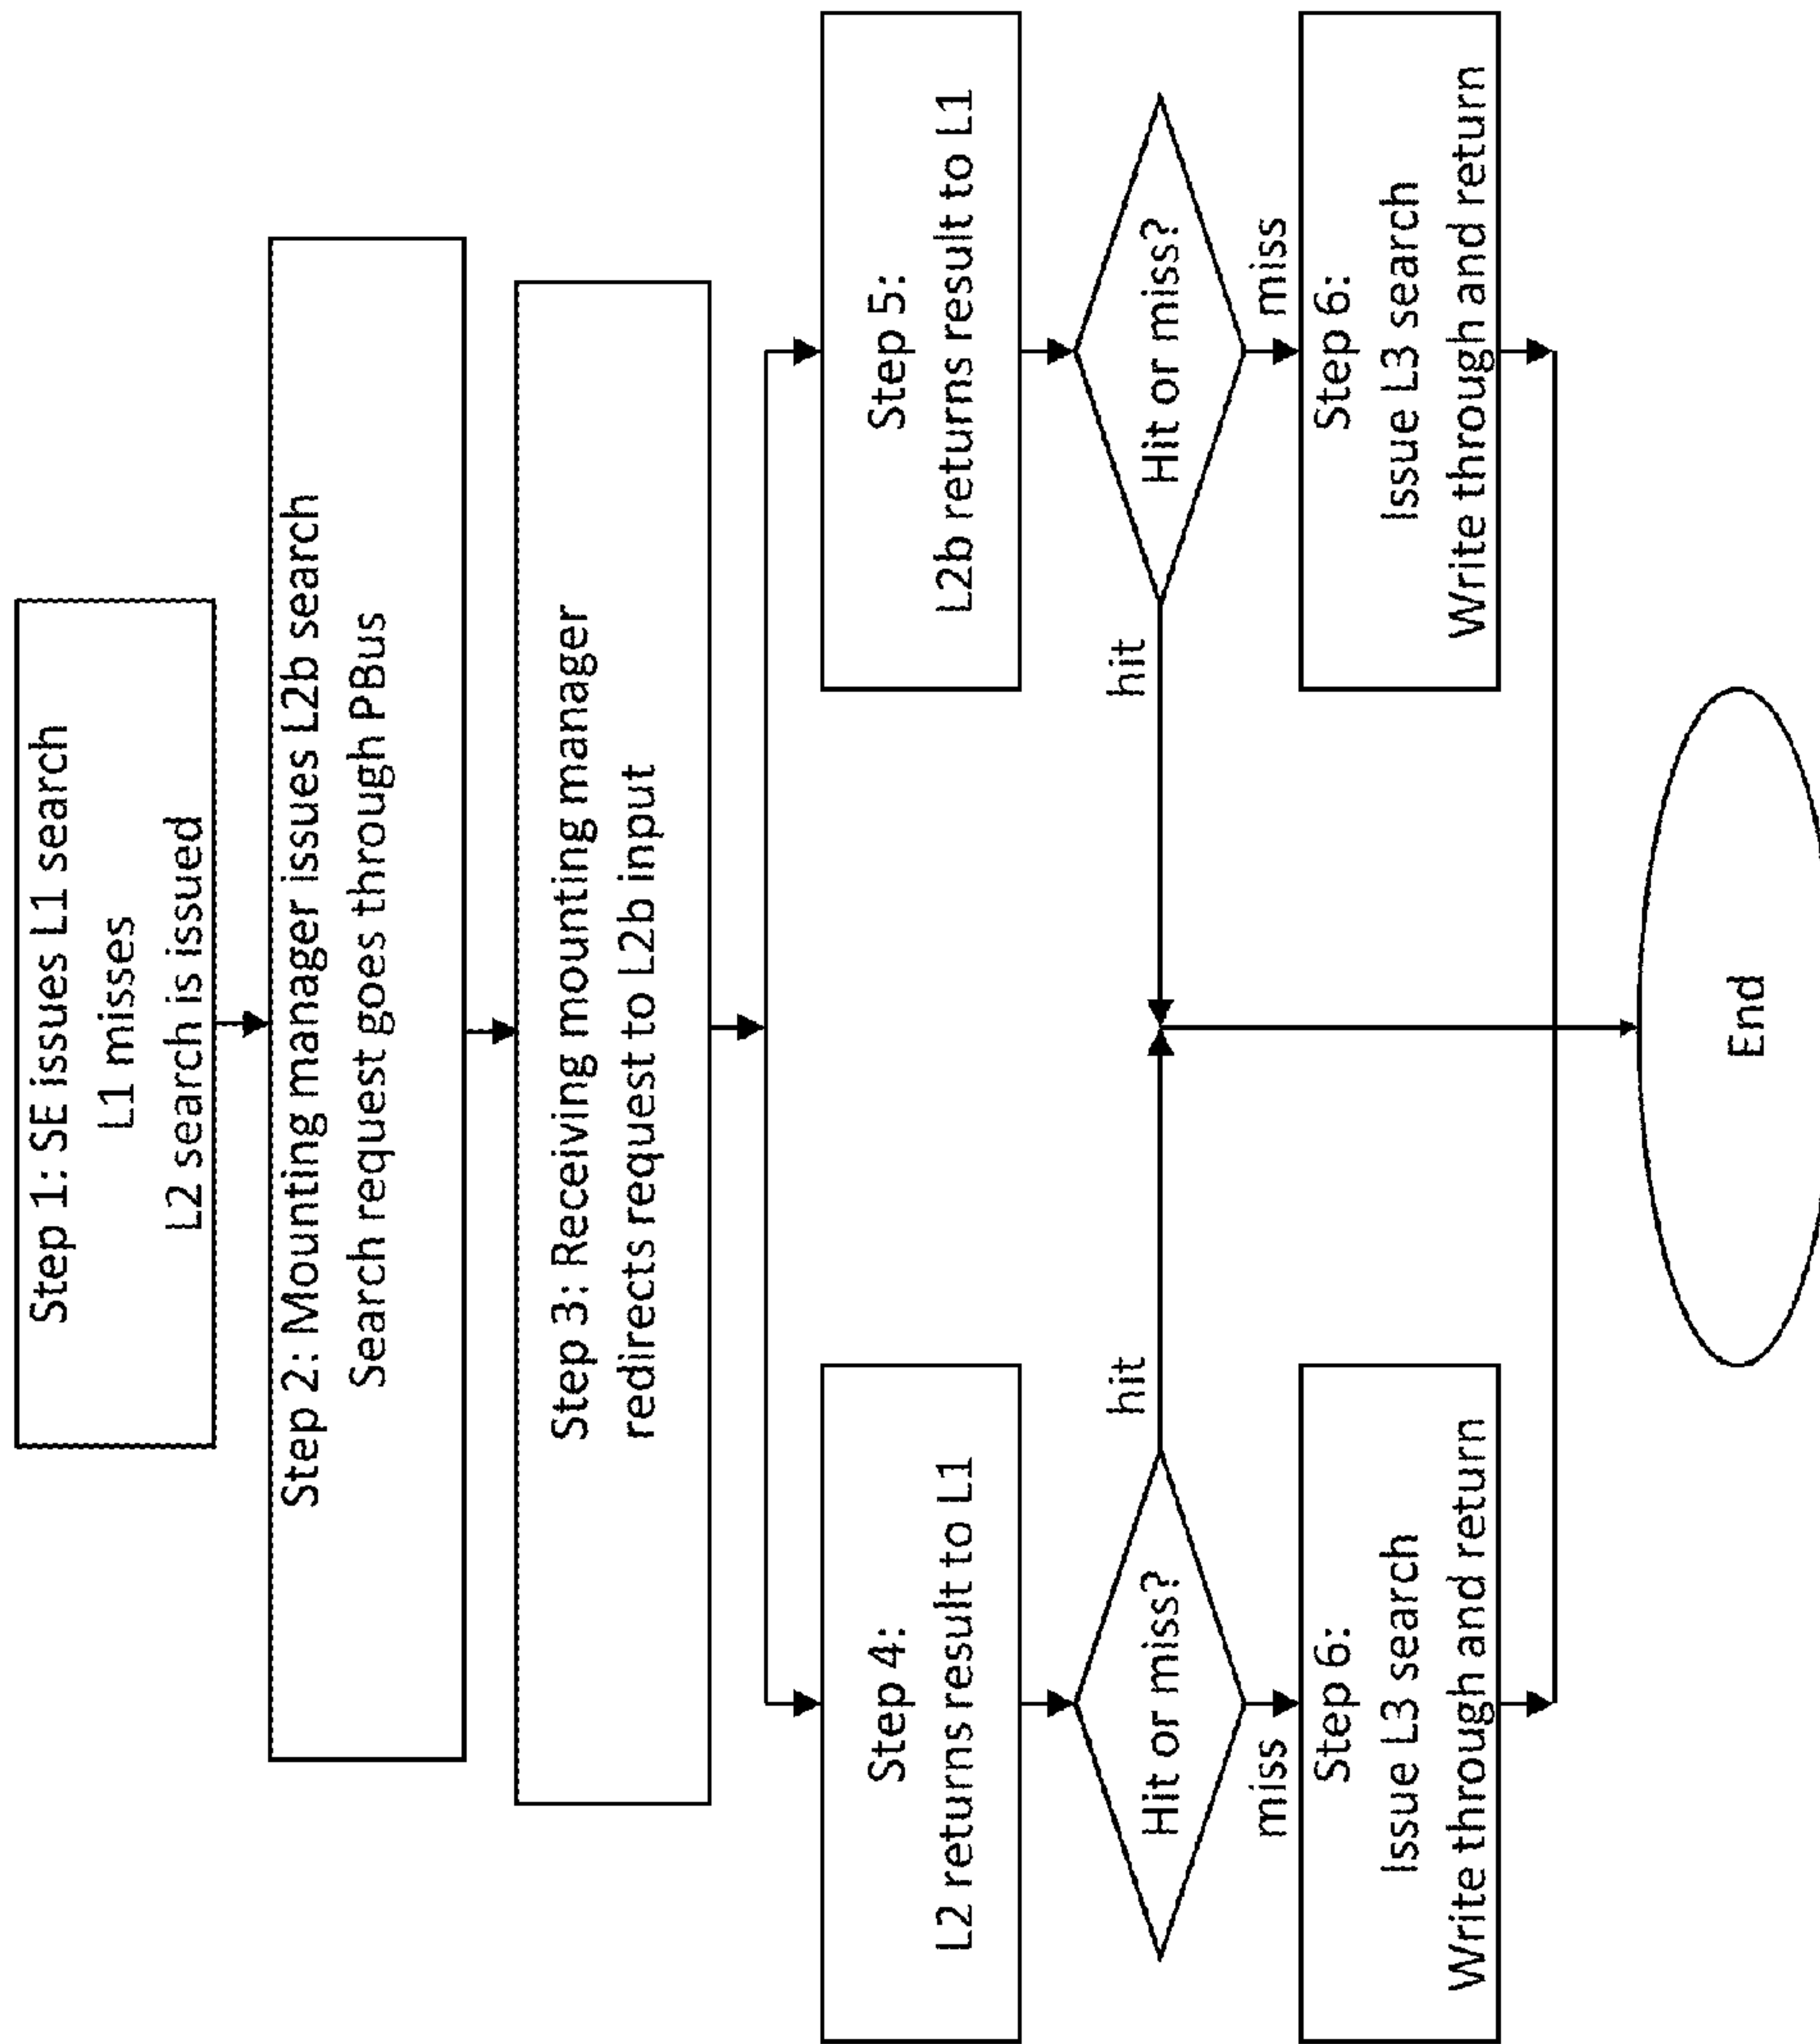 Step 1: SE issues L1 search
L1 misses
L2 search is issued
Step 2: Mounting manager issues L2b search
Search request goes through PBus
Step 3: Receiving mounting manager
redirects request to L2b input
Step 4:
L2 returns result to L1
Step 5:
L2b returns result to L1
Hit or miss?
hit
hit
Hit or miss?
miss
miss
Step 6:
Issue L3 search
Write through and return
Step 6:
Issue L3 search
Write through and return
End